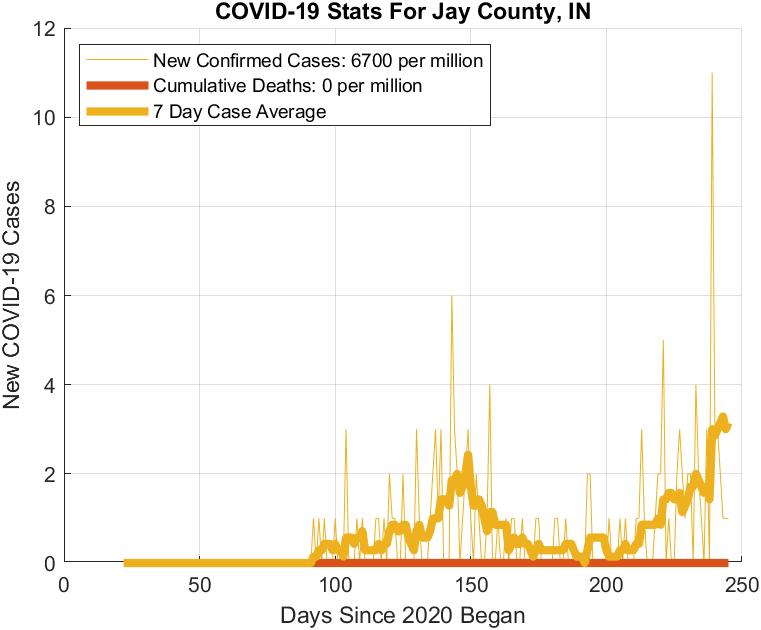 COVID-19 Stats For Jay County, IN
New Confirmed Cases: 6700 per million
Cumulative Deaths: 0 per million
7 Day Case Average
12
10
8
6
4
2
0
New COVID-19 Cases
0 50 100 150 200 250
Days Since 2020 Began